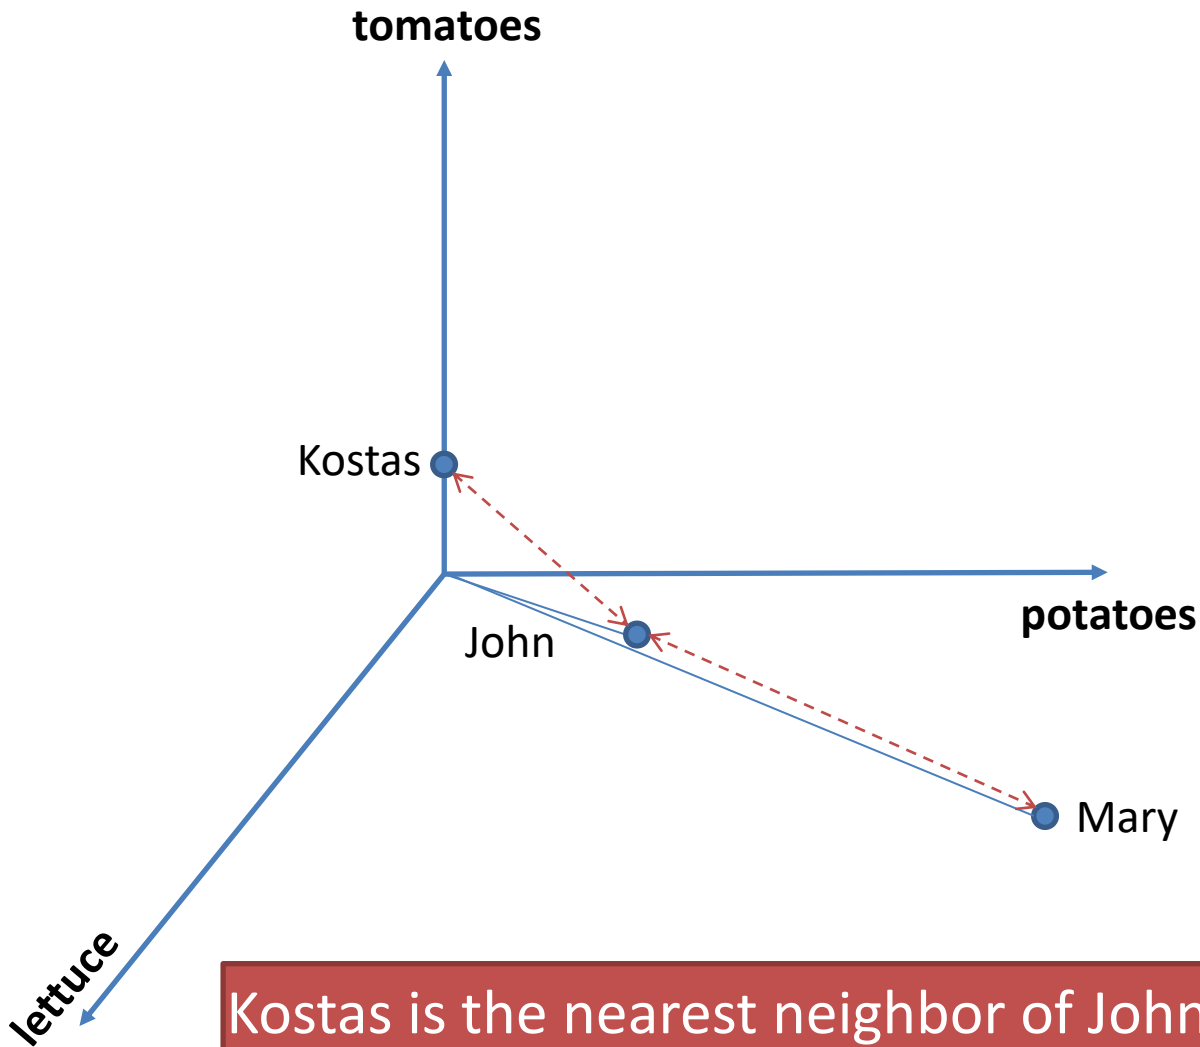 tomatoes
Kostas
potatoes
John
Mary
lettuce
Kostas is the nearest neighbor of John